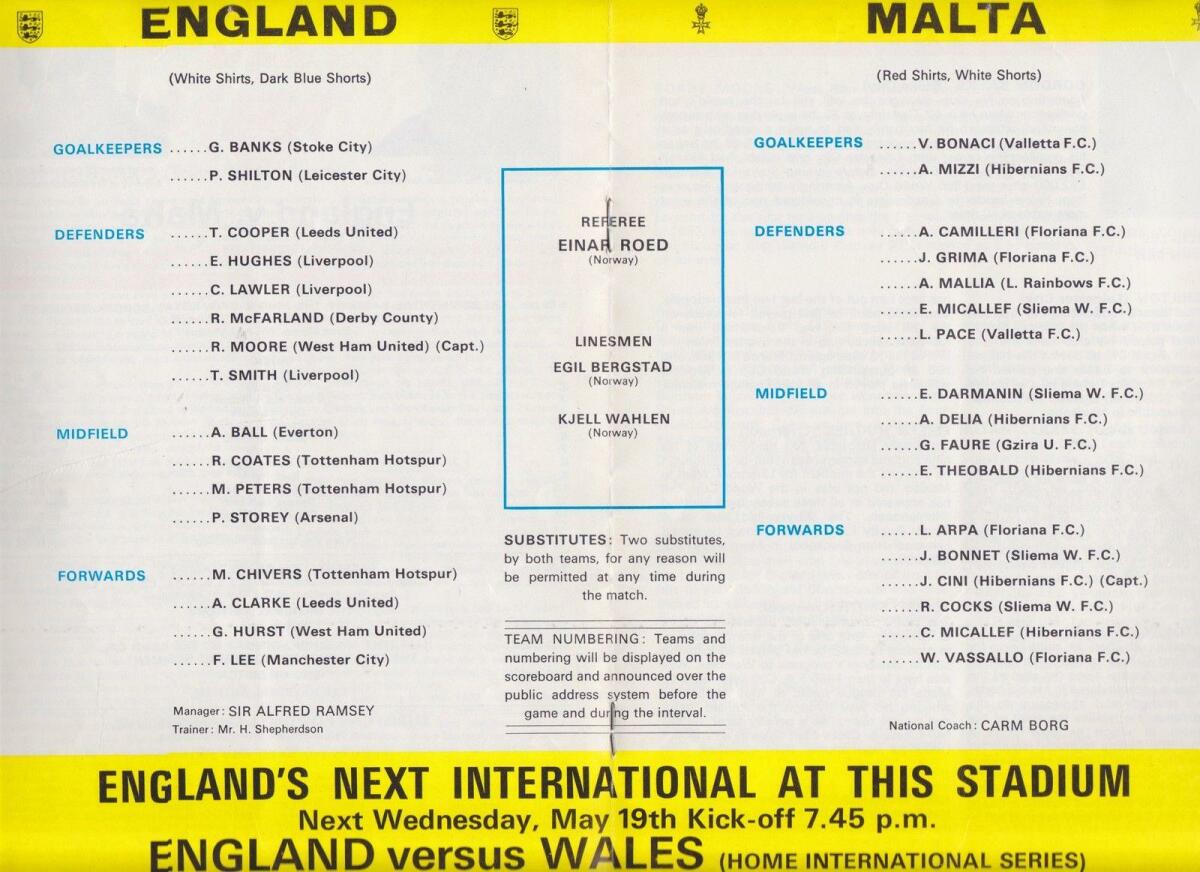 ENGLAND
(White Shirts, Dark Blue Shorts)
GOALKEEPERS ......G. BANKS (Stoke City)
......P. SHILTON (Leicester City)
DEFENDERS ......T. COOPER (Leeds United)
......E. HUGHES (Liverpool)
......C. LAWLER (Liverpool)
......R. McFARLAND (Derby County)
......R. MOORE (West Ham United) (Capt.)
......T. SMITH (Liverpool)
MIDFIELD ......A. BALL (Everton)
......R. COATES (Tottenham Hotspur)
......M. PETERS (Tottenham Hotspur)
......P. STOREY (Arsenal)
FORWARDS ......M. CHIVERS (Tottenham Hotspur)
......A. CLARKE (Leeds United)
......G. HURST (West Ham United)
......F. LEE (Manchester City)
Manager: SIR ALFRED RAMSEY
Trainer: Mr. H. Shepherdson
REFEREE
EINAR ROED
(Norway)
LINESMEN
EGIL BERGSTAD
(Norway)
KJELL WAHLEN
(Norway)
SUBSTITUTES: Two substitutes,
by both teams, for any reason will
be permitted at any time during
the match.
TEAM NUMBERING: Teams and
numbering will be displayed on the
scoreboard and announced over the
public address system before the
game and during the interval.
MALTA
(Red Shirts, White Shorts)
GOALKEEPERS ......V. BONACI (Valletta F.C.)
......A. MIZZI (Hibernians F.C.)
DEFENDERS ......A. CAMILLERI (Floriana F.C.)
......J. GRIMA (Floriana F.C.)
......A. MALLIA (L. Rainbows F.C.)
......E. MICALLEF (Sliema W. F.C.)
......L. PACE (Valletta F.C.)
MIDFIELD ......E. DARMANIN (Sliema W. F.C.)
......A. DELIA (Hibernians F.C.)
......G. FAURE (Gzira U. F.C.)
......E. THEOBALD (Hibernians F.C.)
FORWARDS ......L. ARPA (Floriana F.C.)
......J. BONNET (Sliema W. F.C.)
......J. CINI (Hibernians F.C.) (Capt.)
......R. COCKS (Sliema W. F.C.)
......C. MICALLEF (Hibernians F.C.)
......W. VASSALLO (Floriana F.C.)
National Coach: CARM BORG
ENGLAND'S NEXT INTERNATIONAL AT THIS STADIUM
Next Wednesday, May 19th Kick-off 7.45 p.m.
ENGLAND versus WALES (HOME INTERNATIONAL SERIES)